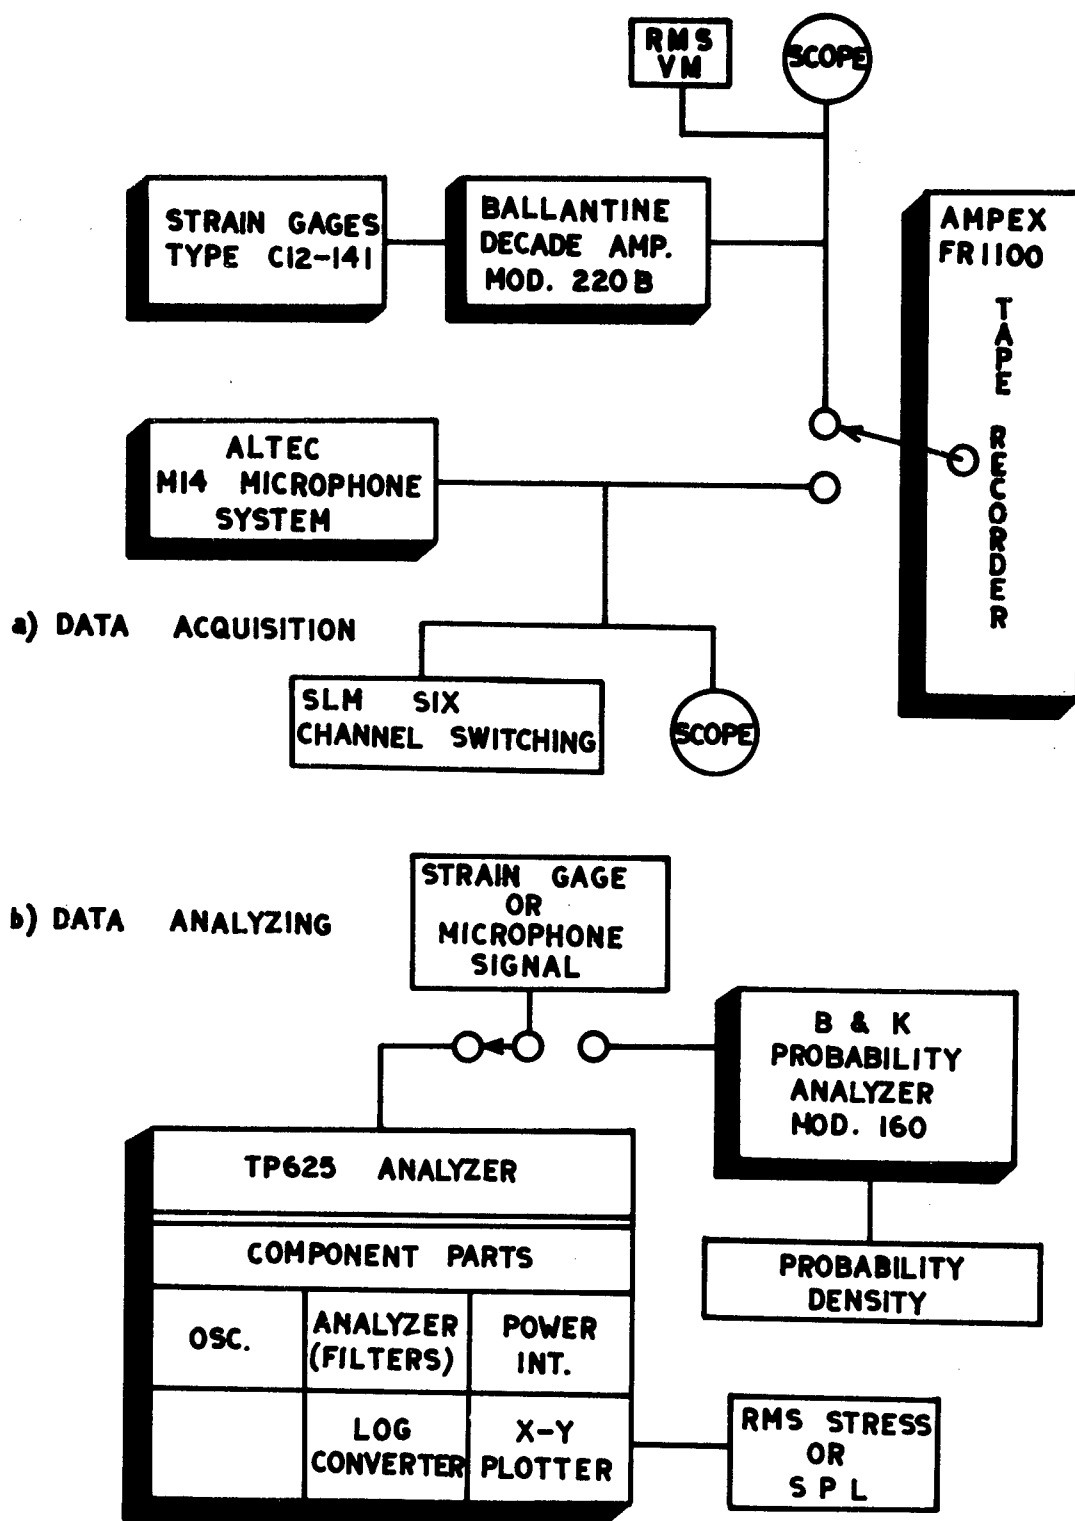 RMS
VM
SCOPE
STRAIN GAGES
TYPE C12-141
BALLANTINE
DECADE AMP.
MOD. 220B
AMPEX
FR1100
TAPE RECORDER
ALTEC
M14 MICROPHONE
SYSTEM
a) DATA ACQUISITION
SLM SIX
CHANNEL SWITCHING
SCOPE
b) DATA ANALYZING
STRAIN GAGE
OR
MICROPHONE
SIGNAL
B & K
PROBABILITY
ANALYZER
MOD. 160
TP625 ANALYZER
COMPONENT PARTS
PROBABILITY
DENSITY
OSC.
ANALYZER
(FILTERS)
POWER
INT.
LOG
CONVERTER
X-Y
PLOTTER
RMS STRESS
OR
SPL